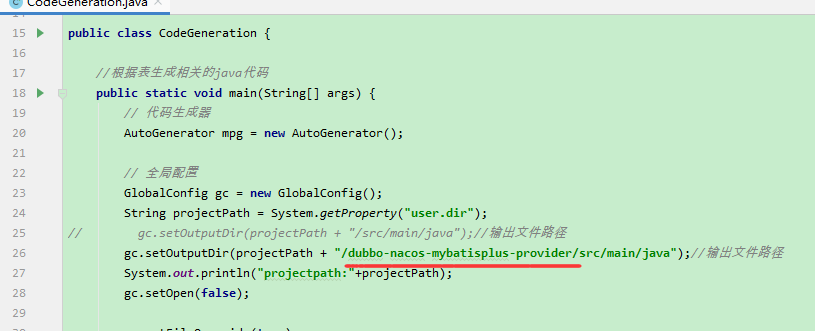 CodeGeneration.java ×
15 public class CodeGeneration {
16
17 //根据表生成相关的java代码
18 public static void main(String[] args) {
19 // 代码生成器
20 AutoGenerator mpg = new AutoGenerator();
21
22 // 全局配置
23 GlobalConfig gc = new GlobalConfig();
24 String projectPath = System.getProperty("user.dir");
25 // gc.setOutputDir(projectPath + "/src/main/java");//输出文件路径
26 gc.setOutputDir(projectPath + "/dubbo-nacos-mybatisplus-provider/src/main/java");//输出文件路径
27 System.out.println("projectpath:"+projectPath);
28 gc.setOpen(false);
29